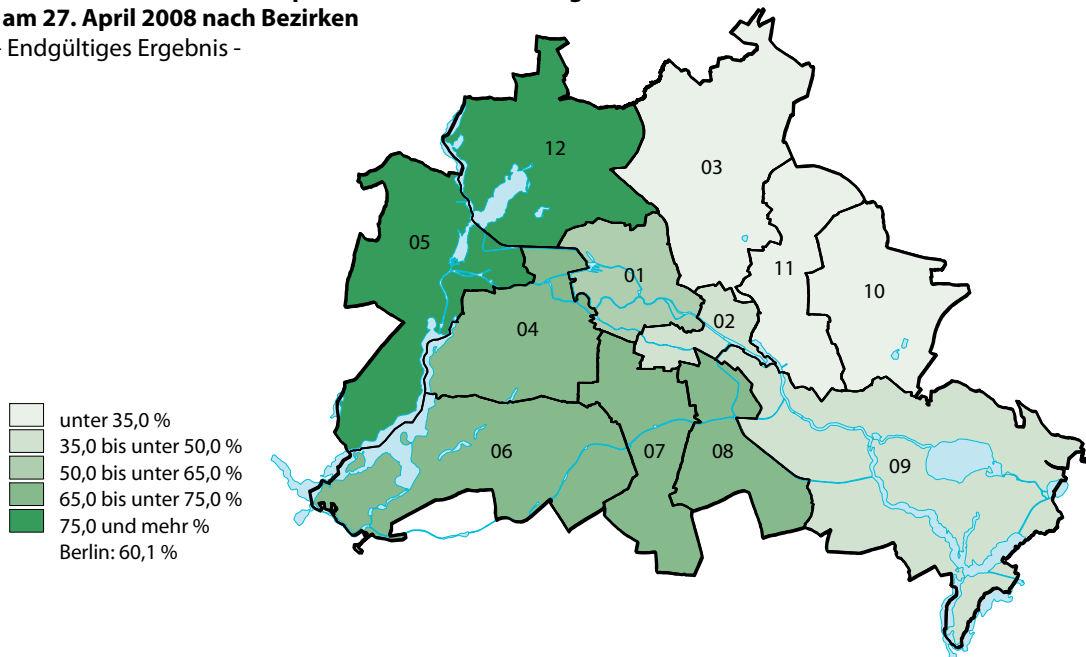 am 27. April 2008 nach Bezirken
- Endgültiges Ergebnis -
12
03
05
01
11
10
02
04
06
07
08
09
unter 35,0 %
35,0 bis unter 50,0 %
50,0 bis unter 65,0 %
65,0 bis unter 75,0 %
75,0 und mehr %
Berlin: 60,1 %